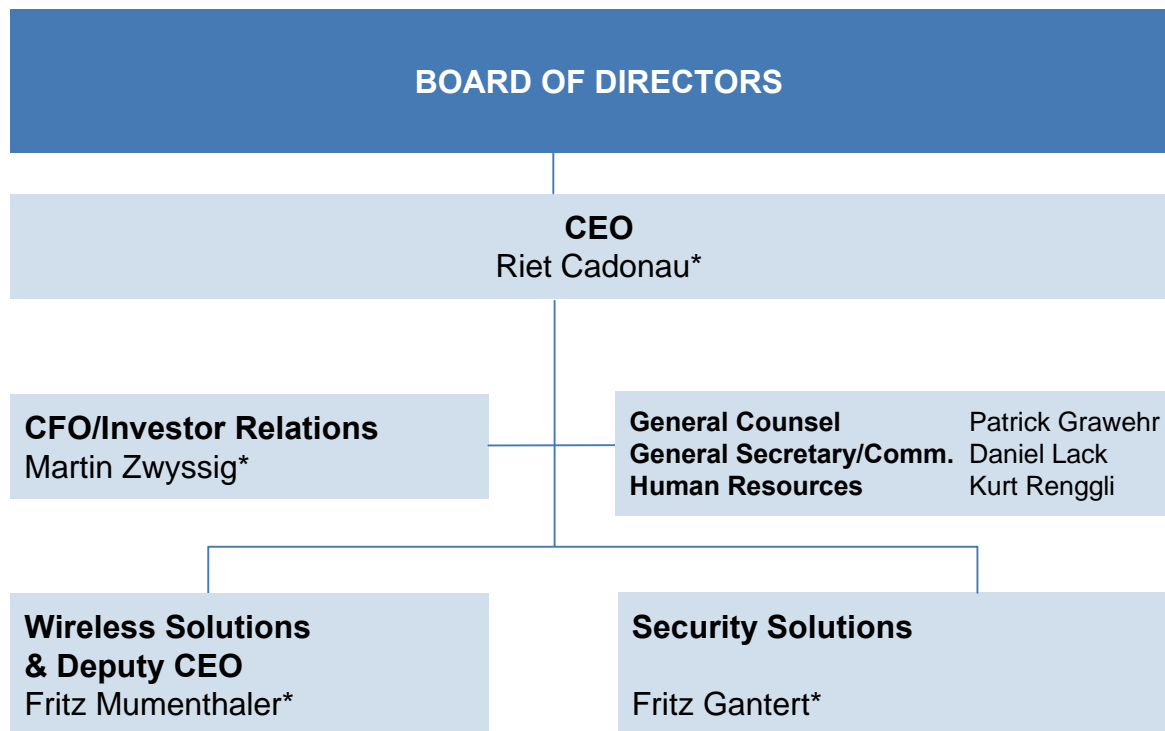 BOARD OF DIRECTORS
CEO
Riet Cadonau*
CFO/Investor Relations
Martin Zwyssig*
General Counsel Patrick Grawehr
General Secretary/Comm. Daniel Lack
Human Resources Kurt Renggli
Wireless Solutions
& Deputy CEO
Fritz Mumenthaler*
Security Solutions
Fritz Gantert*